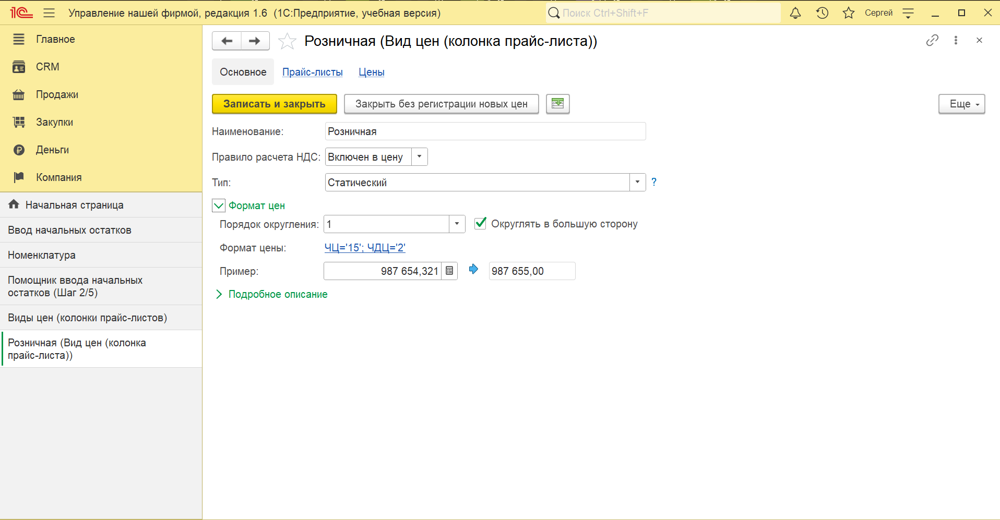 1С Управление нашей фирмой, редакция 1.6 (1С:Предприятие, учебная версия) Поиск Ctrl+Shift+F Сергей
Главное
CRM
Продажи
Закупки
Деньги
Компания
Начальная страница
Ввод начальных остатков
Номенклатура
Помощник ввода начальных
остатков (Шаг 2/5)
Виды цен (колонки прайс-листов)
Розничная (Вид цен (колонка
прайс-листа))
Розничная (Вид цен (колонка прайс-листа))
Основное Прайс-листы Цены
Записать и закрыть Закрыть без регистрации новых цен Еще
Наименование: Розничная
Правило расчета НДС: Включен в цену
Тип: Статический ?
Формат цен
Порядок округления: 1 Округлять в большую сторону
Формат цены: ЧЦ='15'; ЧДЦ='2'
Пример: 987 654,321 987 655,00
Подробное описание